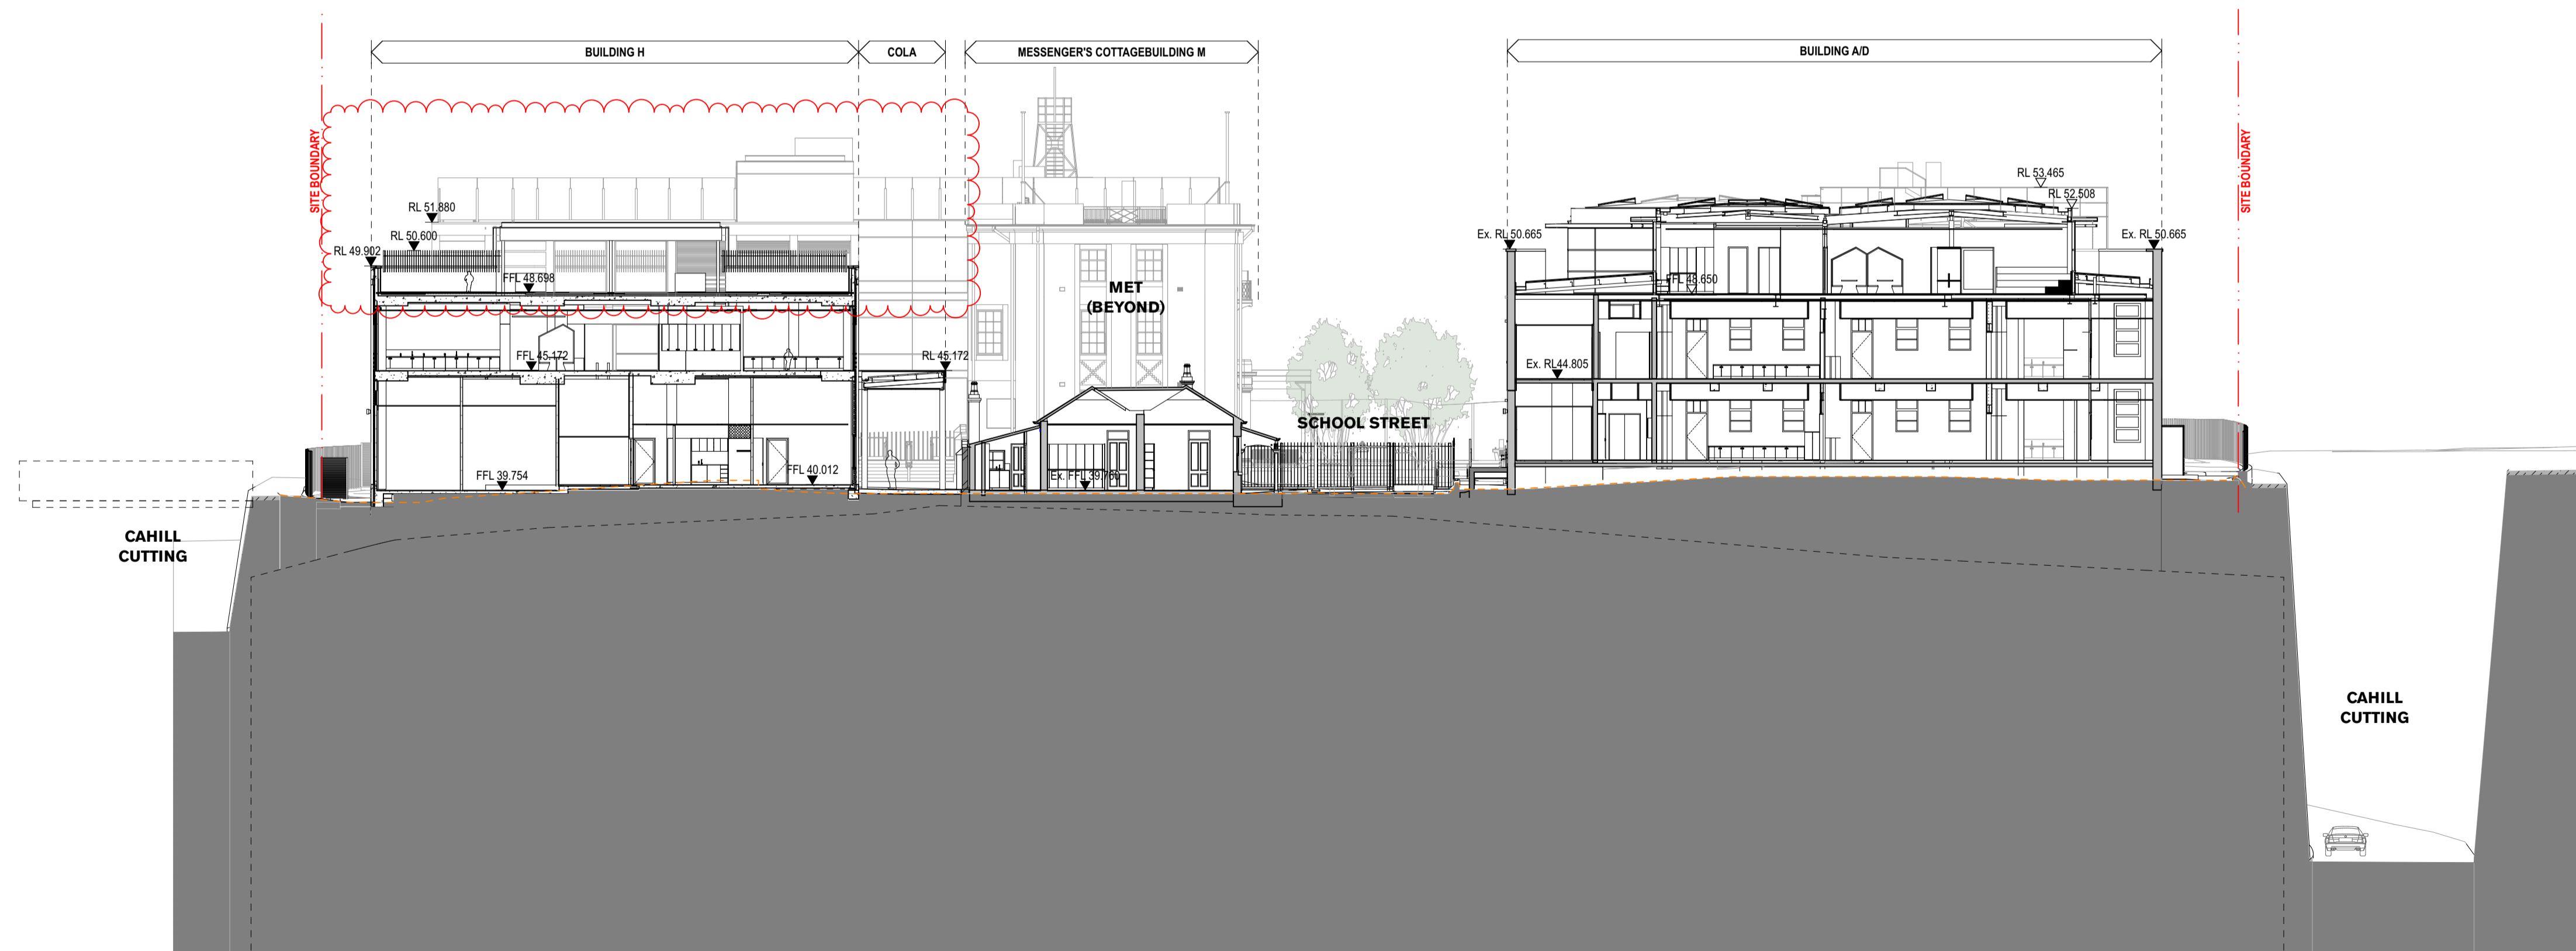 BUILDING H
COLA
MESSENGER'S COTTAGEBUILDING M
BUILDING A/D
SITE BOUNDARY
SITE BOUNDARY
RL 51.880
RL 50.600
RL 49.902
FFL 48.698
FFL 45.172
RL 45.172
FFL 39.754
FFL 40.012
MET
(BEYOND)
Ex. FFL 39.760
SCHOOL STREET
Ex. RL 50.665
RL 53.465
RL 52.508
Ex. RL 50.665
FFL 48.650
Ex. RL44.805
CAHILL
CUTTING
CAHILL
CUTTING